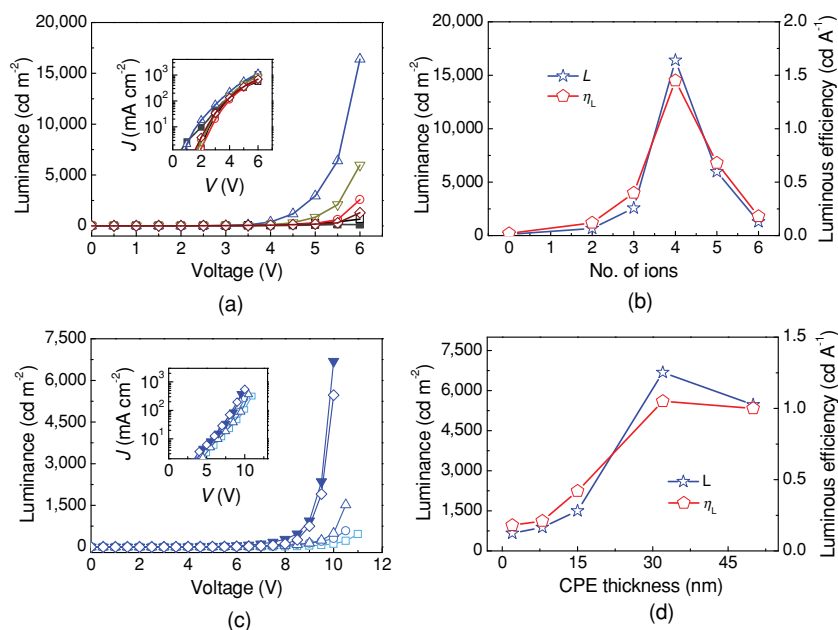 20,000
15,000
10,000
5,000
0
Luminance (cd m⁻²)
10³
10²
10¹
J (mA cm⁻²)
0 2 4 6
V (V)
0 1 2 3 4 5 6
Voltage (V)
(a)
20,000
15,000
10,000
5,000
0
Luminance (cd m⁻²)
L
η_L
2.0
1.5
1.0
0.5
0.0
Luminous efficiency (cd A⁻¹)
0 2 3 4 5 6
No. of ions
(b)
7,500
6,000
4,500
3,000
1,500
0
Luminance (cd m⁻²)
10³
10²
10¹
J (mA cm⁻²)
0 5 10
V (V)
0 2 4 6 8 10 12
Voltage (V)
(c)
7,500
6,000
4,500
3,000
1,500
0
Luminance (cd m⁻²)
L
η_L
1.5
1.0
0.5
0.0
Luminous efficiency (cd A⁻¹)
0 15 30 45
CPE thickness (nm)
(d)